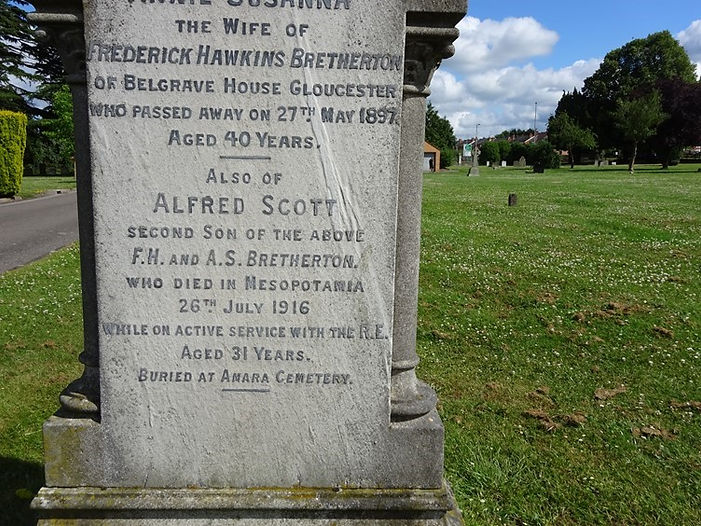 ANNIE SUSANNA
THE WIFE OF
FREDERICK HAWKINS BRETHERTON
OF BELGRAVE HOUSE GLOUCESTER
WHO PASSED AWAY ON 27TH MAY 1897.
AGED 40 YEARS.
ALSO OF
ALFRED SCOTT
SECOND SON OF THE ABOVE
F.H. AND A.S. BRETHERTON.
WHO DIED IN MESOPOTAMIA
26TH JULY 1916
WHILE ON ACTIVE SERVICE WITH THE R.E.
AGED 31 YEARS.
BURIED AT AMARA CEMETERY.